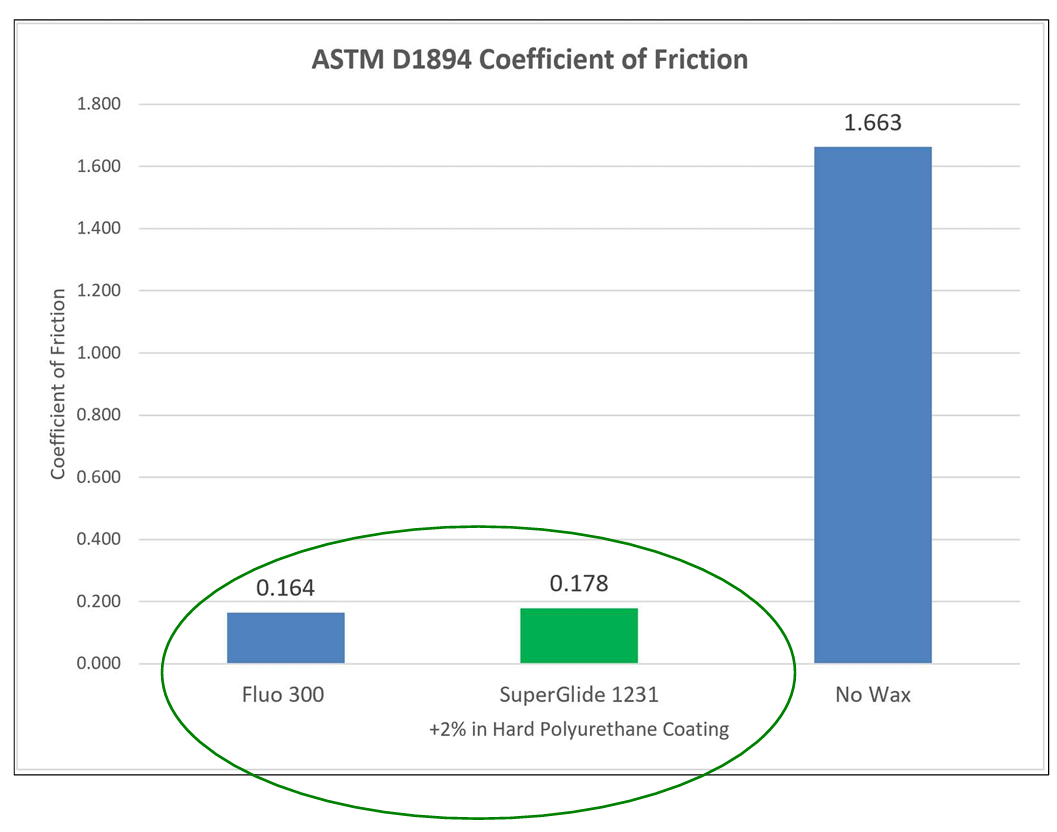 ASTM D1894 Coefficient of Friction
Coefficient of Friction
1.800
1.600
1.400
1.200
1.000
0.800
0.600
0.400
0.200
0.000
0.164
0.178
1.663
Fluo 300
SuperGlide 1231
No Wax
+2% in Hard Polyurethane Coating